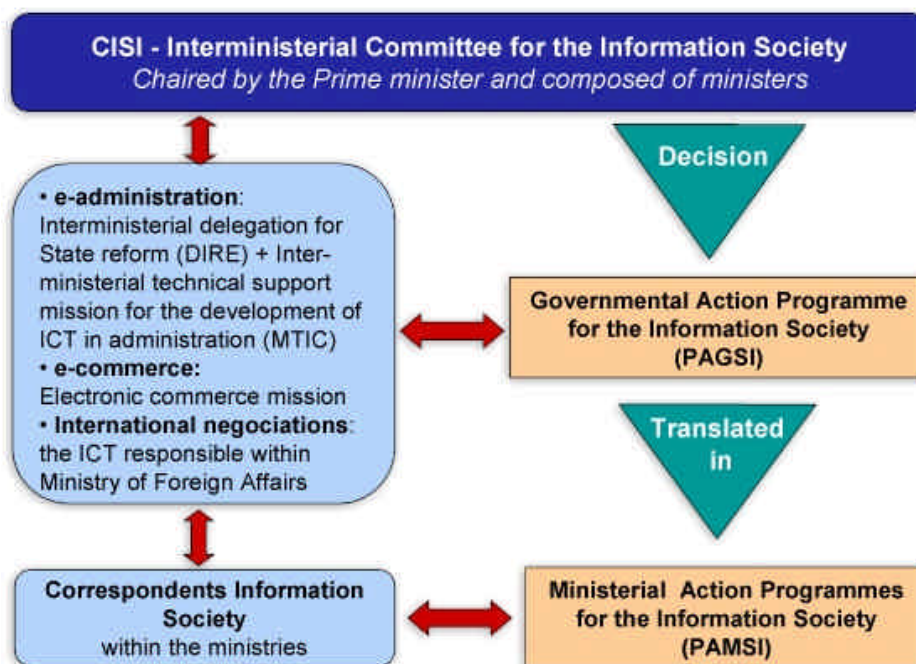 CISI - Interministerial Committee for the Information Society
Chaired by the Prime minister and composed of ministers
Decision
• e-administration:
Interministerial delegation for
State reform (DIRE) + Inter-
ministerial technical support
mission for the development of
ICT in administration (MTIC)
• e-commerce:
Electronic commerce mission
• International negociations:
the ICT responsible within
Ministry of Foreign Affairs
Governmental Action Programme
for the Information Society
(PAGSI)
Translated
in
Correspondents Information
Society
within the ministries
Ministerial Action Programmes
for the Information Society
(PAMSI)